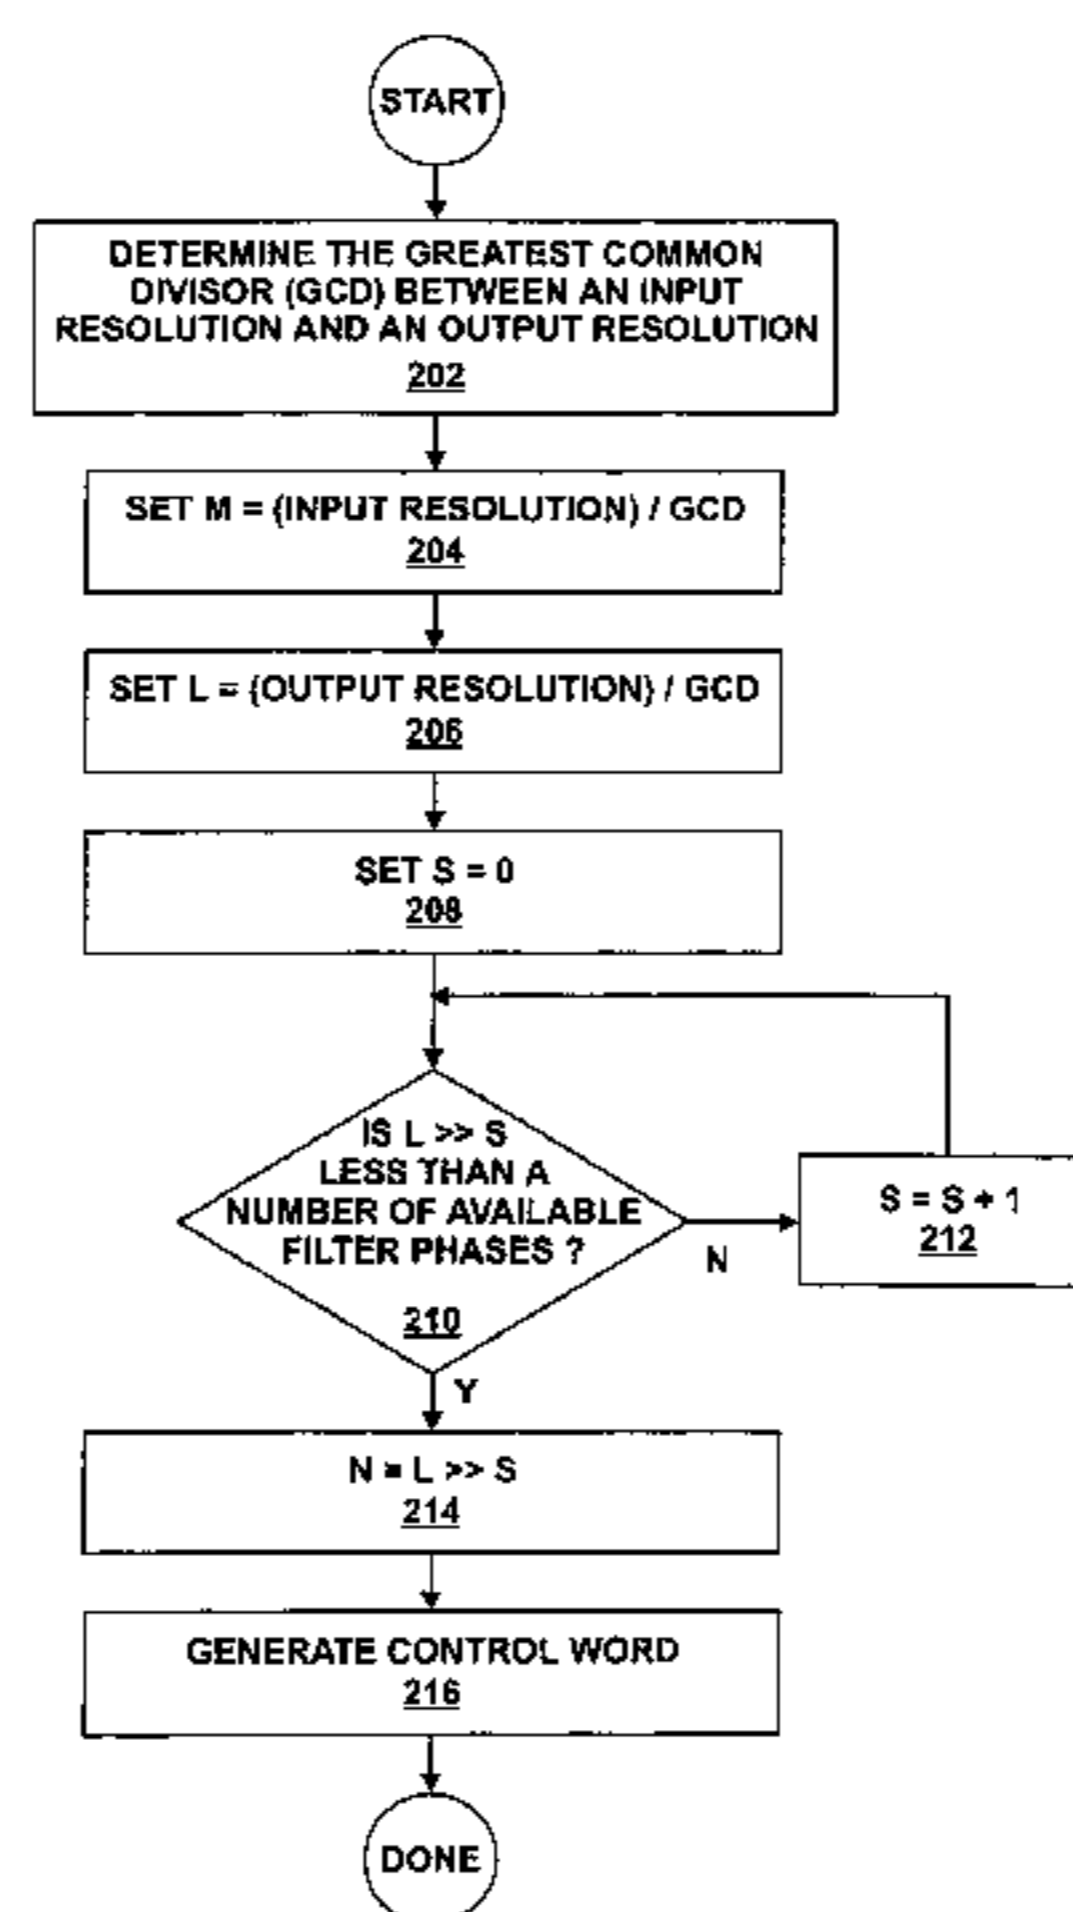 START
DETERMINE THE GREATEST COMMON
DIVISOR (GCD) BETWEEN AN INPUT
RESOLUTION AND AN OUTPUT RESOLUTION
202
SET M = (INPUT RESOLUTION) / GCD
204
SET L = (OUTPUT RESOLUTION) / GCD
206
SET S = 0
208
IS L >> S
LESS THAN A
NUMBER OF AVAILABLE
FILTER PHASES ?
210
N
S = S + 1
212
Y
N = L >> S
214
GENERATE CONTROL WORD
216
DONE